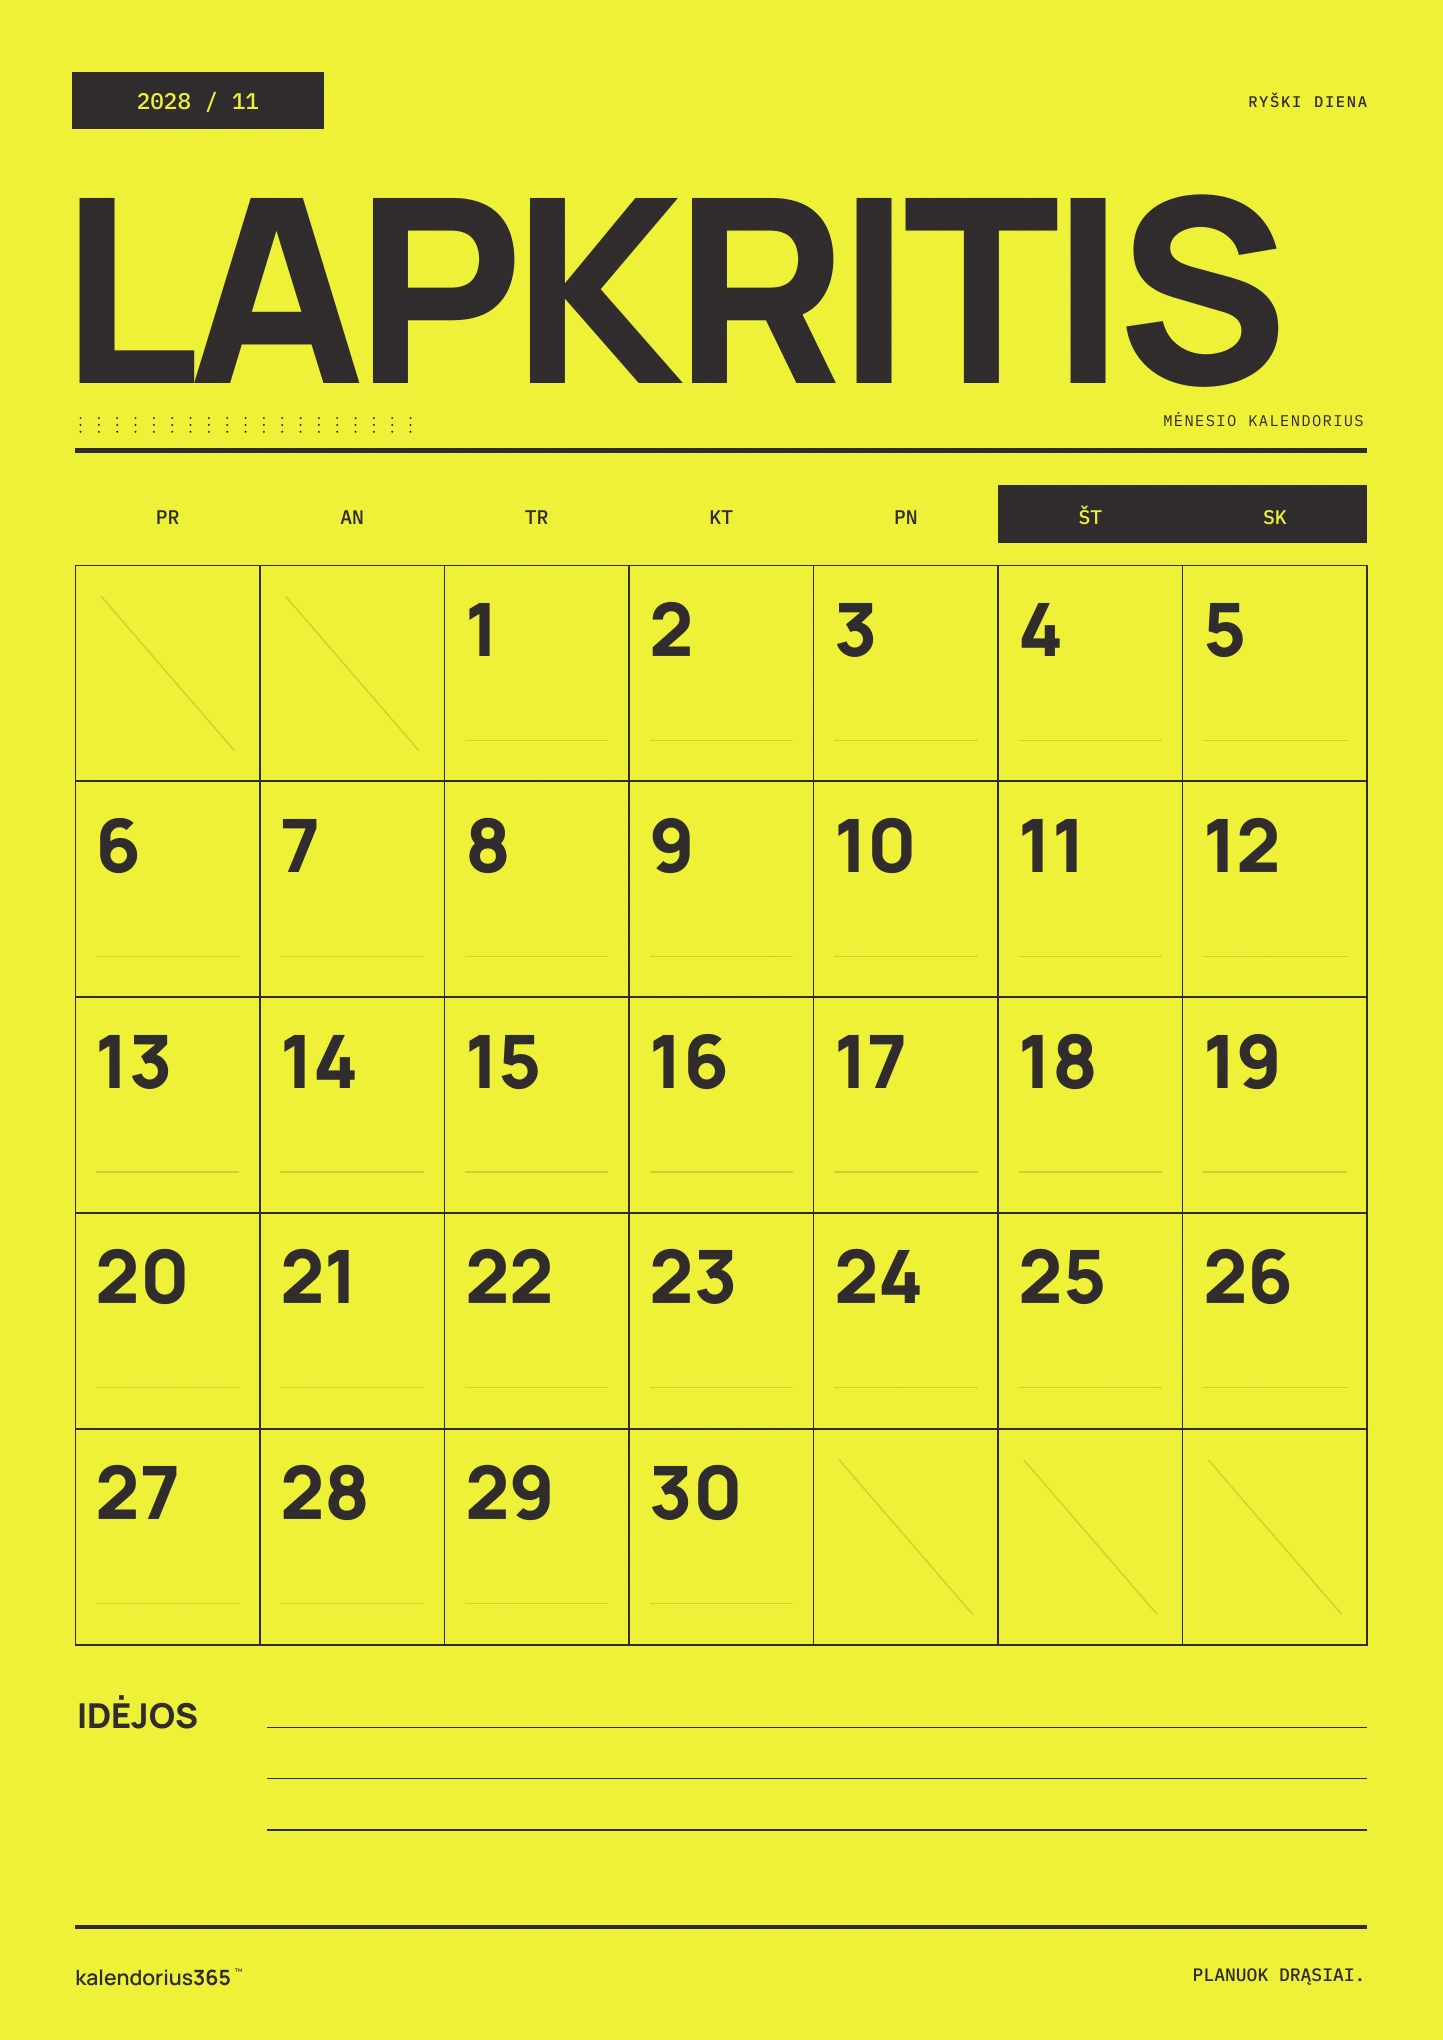 2028 / 11
RYŠKI DIENA
LAPKRITIS
MĖNESIO KALENDORIUS
PR AN TR KT PN ŠT SK
1 2 3 4 5
6 7 8 9 10 11 12
13 14 15 16 17 18 19
20 21 22 23 24 25 26
27 28 29 30
IDĖJOS
kalendorius365™
PLANUOK DRĄSIAI.